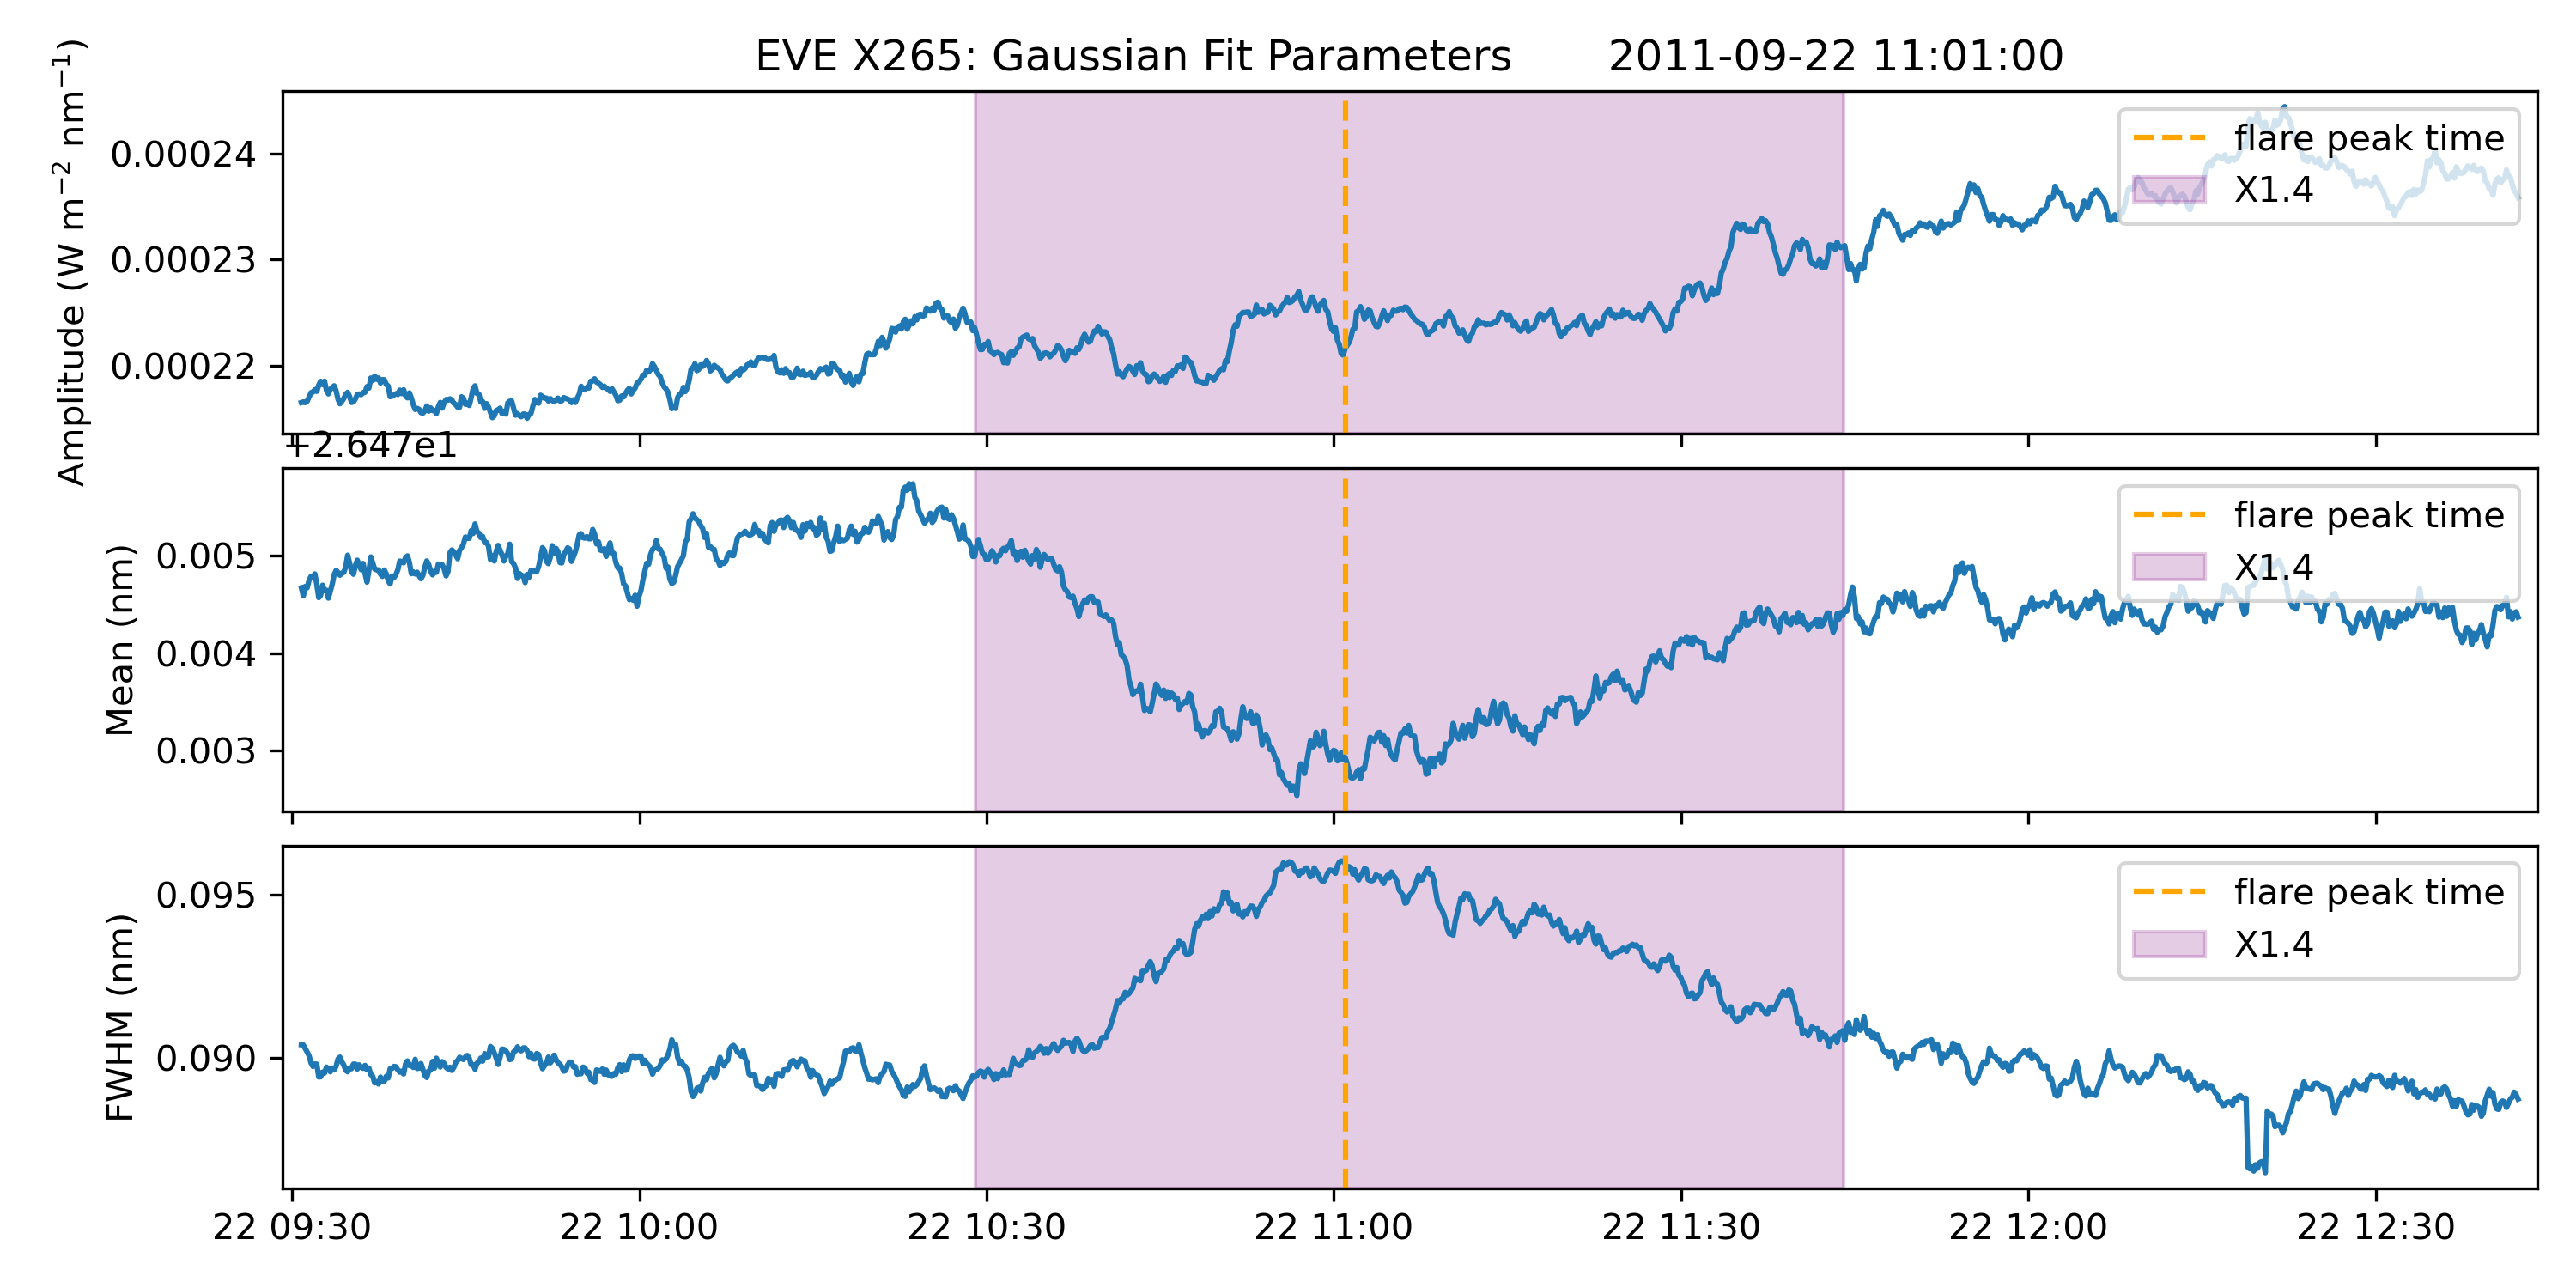 EVE X265: Gaussian Fit Parameters 2011-09-22 11:01:00
Amplitude (W m⁻² nm⁻¹)
0.00024
0.00023
0.00022
flare peak time
X1.4
+2.647e1
Mean (nm)
0.005
0.004
0.003
flare peak time
X1.4
FWHM (nm)
0.095
0.090
flare peak time
X1.4
22 09:30 22 10:00 22 10:30 22 11:00 22 11:30 22 12:00 22 12:30